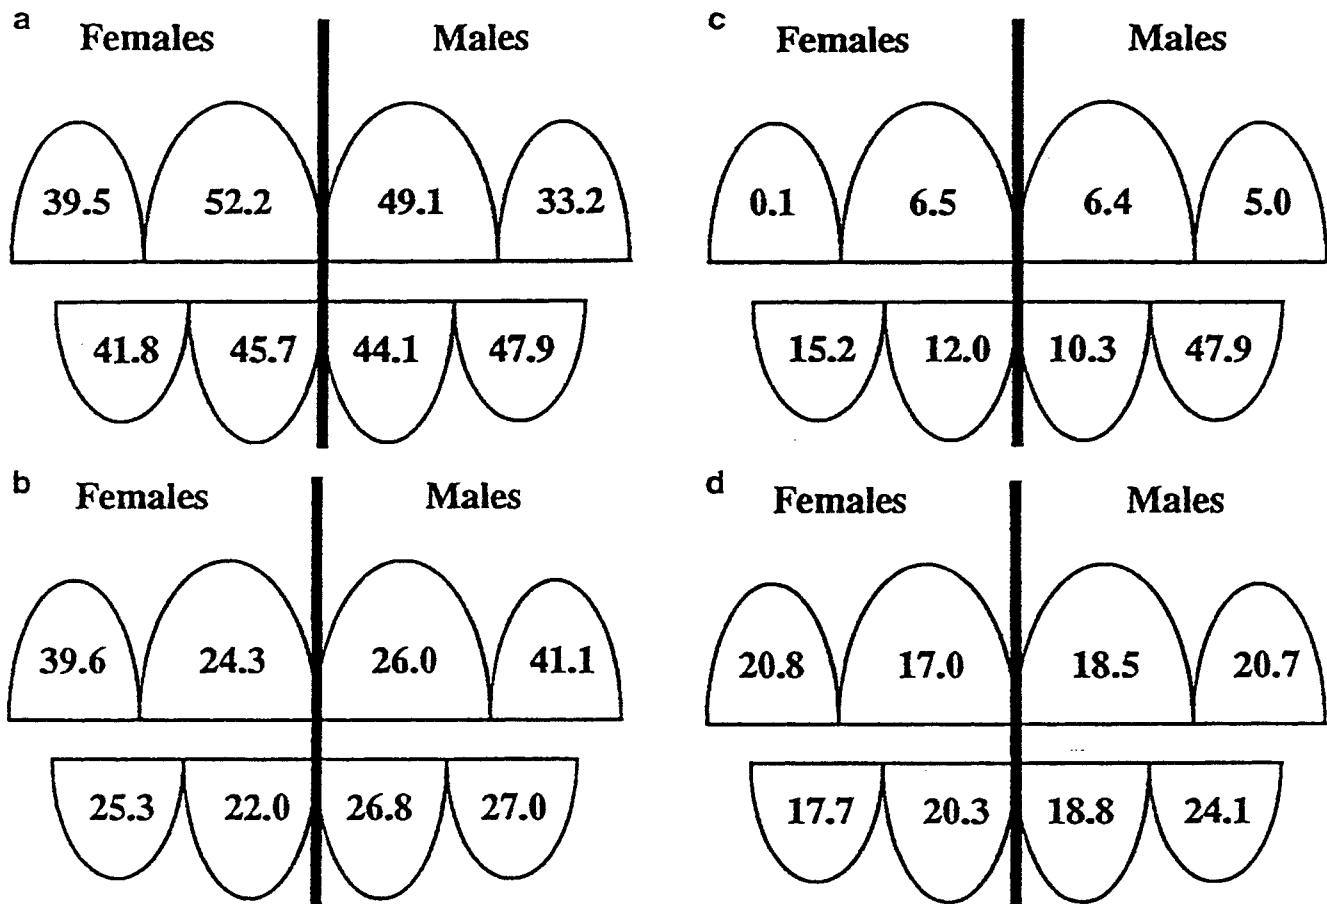 a
Females Males
39.5 52.2 49.1 33.2
41.8 45.7 44.1 47.9
b
Females Males
39.6 24.3 26.0 41.1
25.3 22.0 26.8 27.0
c
Females Males
0.1 6.5 6.4 5.0
15.2 12.0 10.3 47.9
d
Females Males
20.8 17.0 18.5 20.7
17.7 20.3 18.8 24.1